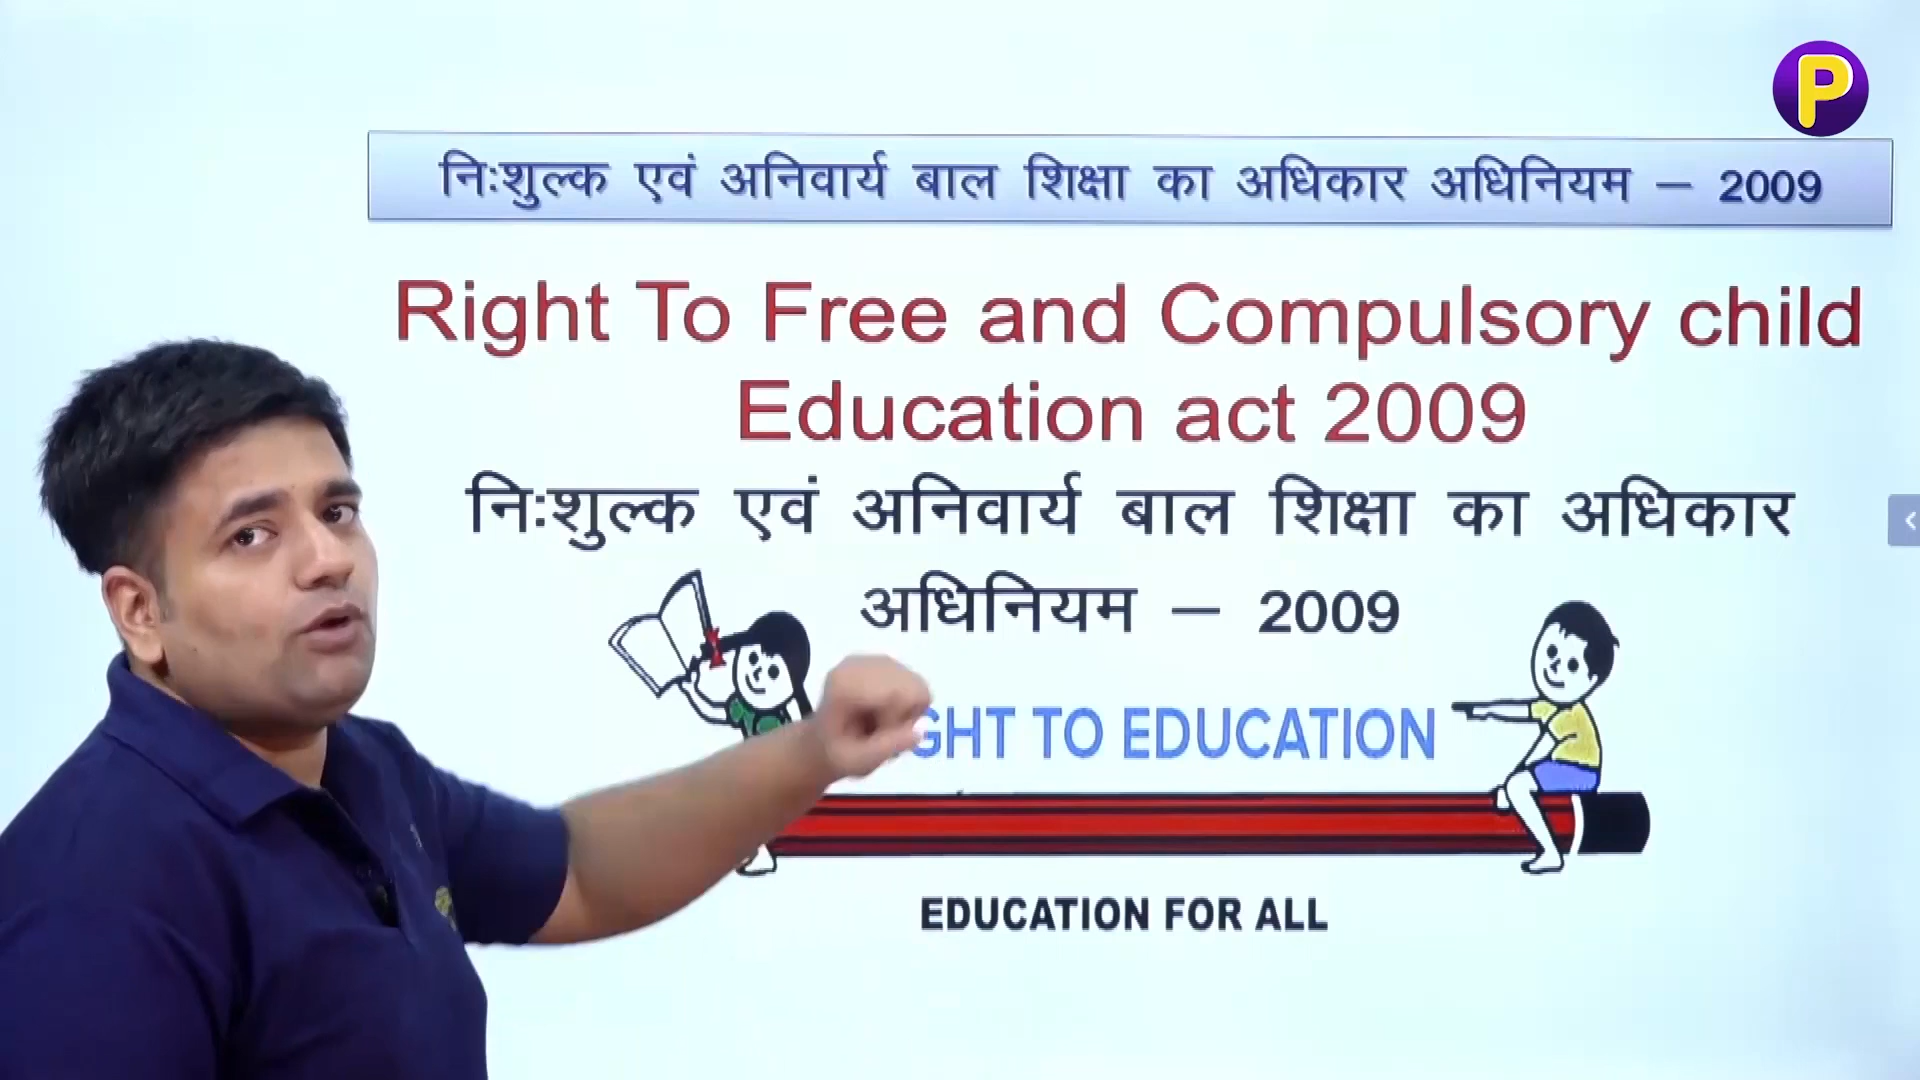 P
निःशुल्क एवं अनिवार्य बाल शिक्षा का अधिकार अधिनियम – 2009
Right To Free and Compulsory child
Education act 2009
निःशुल्क एवं अनिवार्य बाल शिक्षा का अधिकार
अधिनियम – 2009
GHT TO EDUCATION
EDUCATION FOR ALL